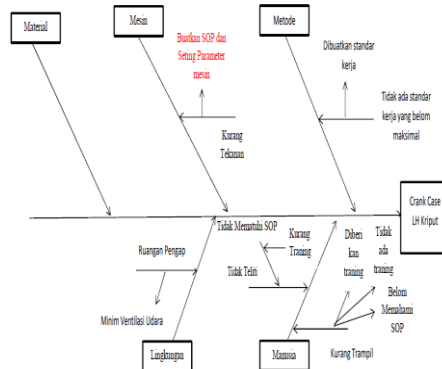 Material
Mesin
Metode
Buatkan SOP dan
Seting Parameter
mesin
Dibuatkan standar
kerja
Kurang
Tekanan
Tidak ada standar
kerja yang belom
maksimal
Crank Case
LH Kriput
Tidak Mematuhi SOP
Kurang
Traning
Diberi
kan
traning
Tidak
ada
traning
Ruangan Pengap
Tidak Teliti
Belom
Memahami
SOP
Minim Ventilasi Udara
Lingkungan
Manusia
Kurang Trampil